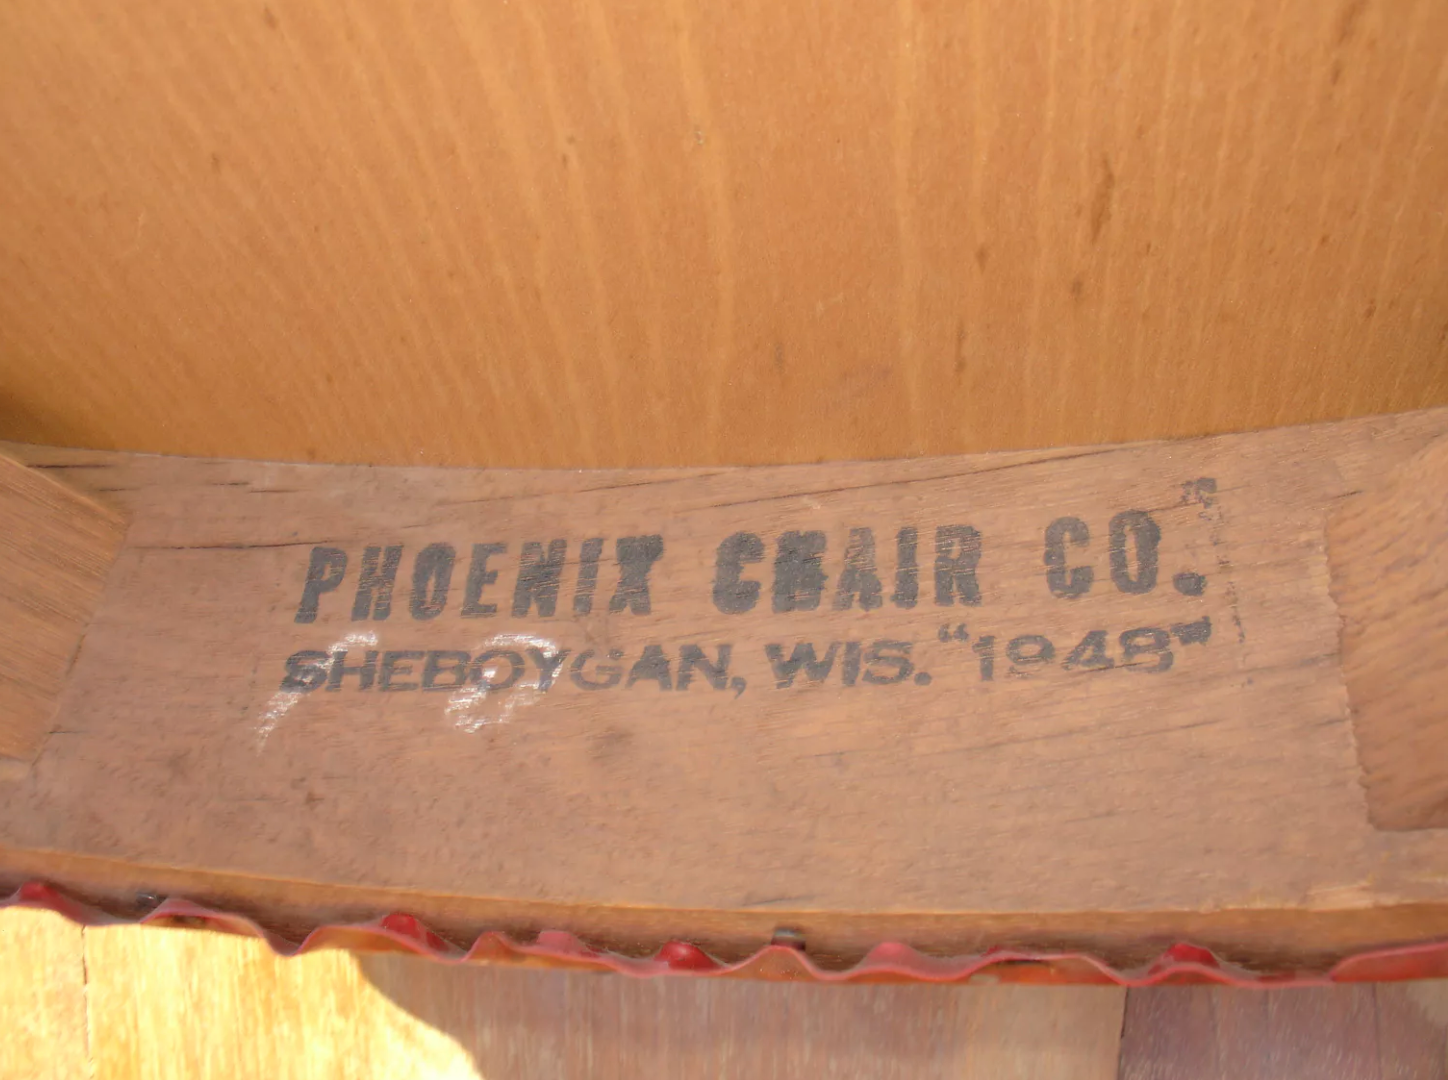 PHOENIX CHAIR CO.
SHEBOYGAN, WIS. "1948"